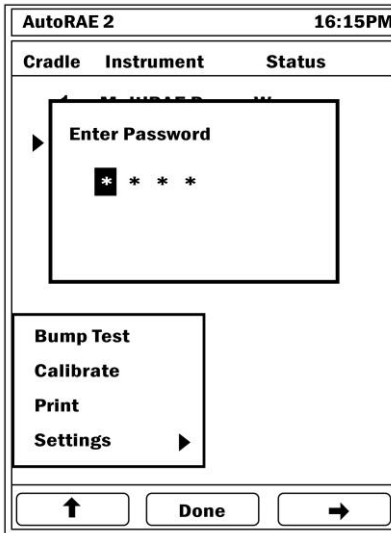 AutoRAE 2 16:15PM
Cradle Instrument Status
Enter Password
* * * *
Bump Test
Calibrate
Print
Settings
Done